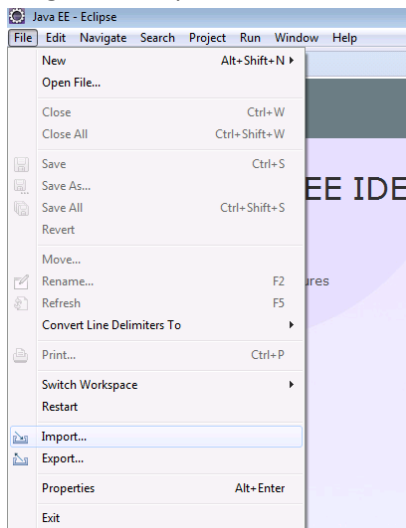 Java EE - Eclipse
File Edit Navigate Search Project Run Window Help
New Alt+Shift+N
Open File...
Close Ctrl+W
Close All Ctrl+Shift+W
Save Ctrl+S
Save As...
EE IDE
Save All Ctrl+Shift+S
Revert
Move...
Rename... F2
Refresh F5
Convert Line Delimiters To
Print... Ctrl+P
Switch Workspace
Restart
Import...
Export...
Properties Alt+Enter
Exit